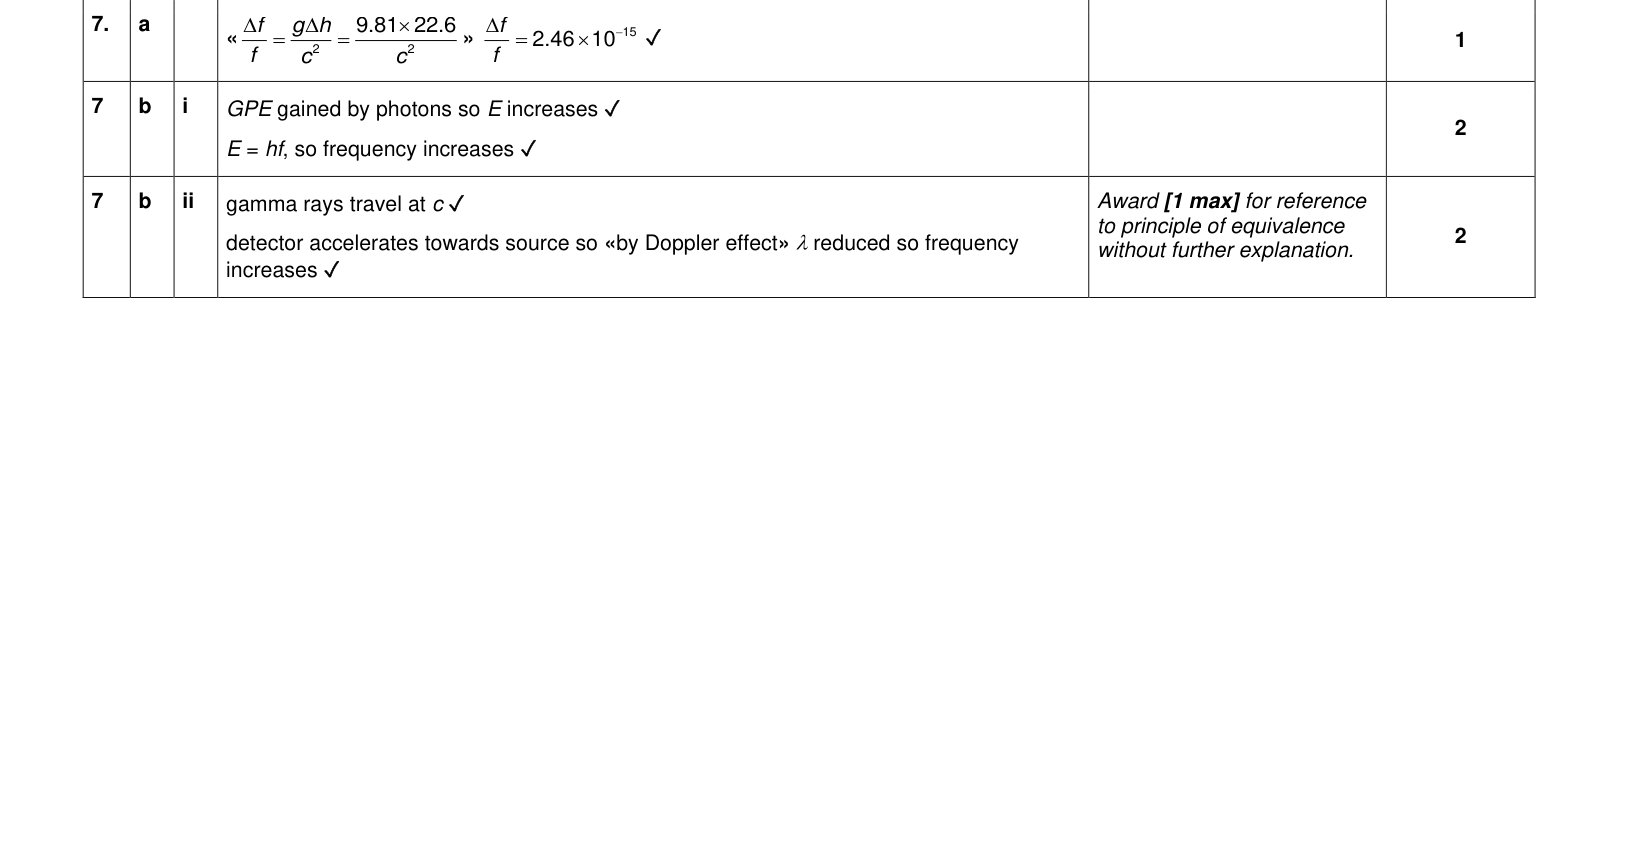 7. a « Δf/f = gΔh/c² = 9.81×22.6/c² » Δf/f = 2.46×10⁻¹⁵ ✓ 1
7 b i GPE gained by photons so E increases ✓ 2
E = hf, so frequency increases ✓
7 b ii gamma rays travel at c ✓ 2
detector accelerates towards source so «by Doppler effect» λ reduced so frequency
increases ✓
Award [1 max] for reference
to principle of equivalence
without further explanation.